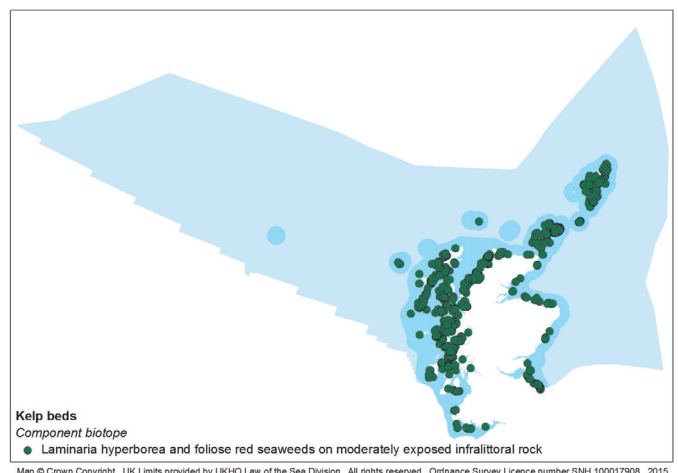 Kelp beds
Component biotope
Laminaria hyperborea and foliose red seaweeds on moderately exposed infralittoral rock
Map © Crown Copyright. UK Limits provided by UKHO Law of the Sea Division. All rights reserved. Ordnance Survey Licence number SNH 100017908 2015